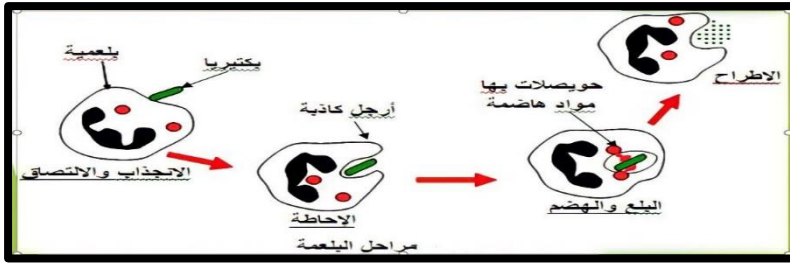 بلعمية
بكتيريا
الانجذاب والالتصاق
أرجل كاذبة
الإحاطة
حويصلات بها
مواد هاضمة
البلع والهضم
الاطراح
مراحل البلعمة